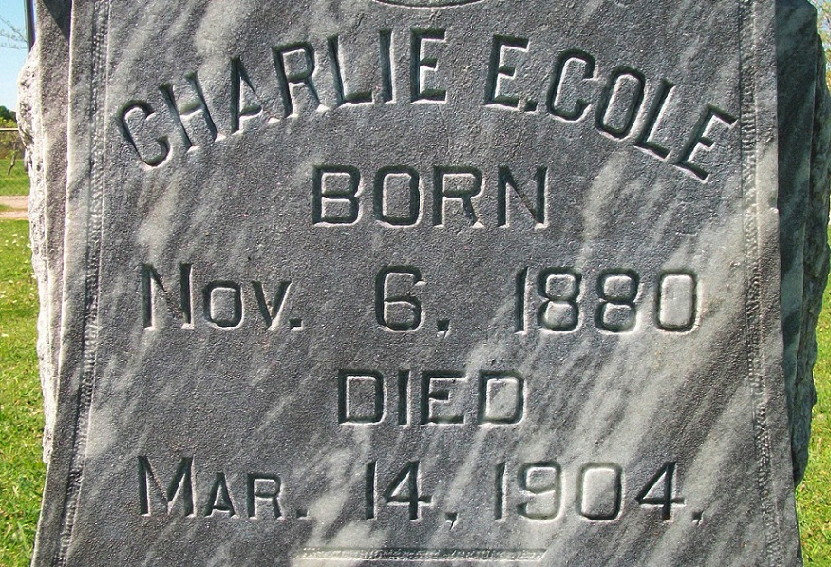 CHARLIE E. COLE
BORN
NOV. 6, 1880
DIED
MAR. 14, 1904.